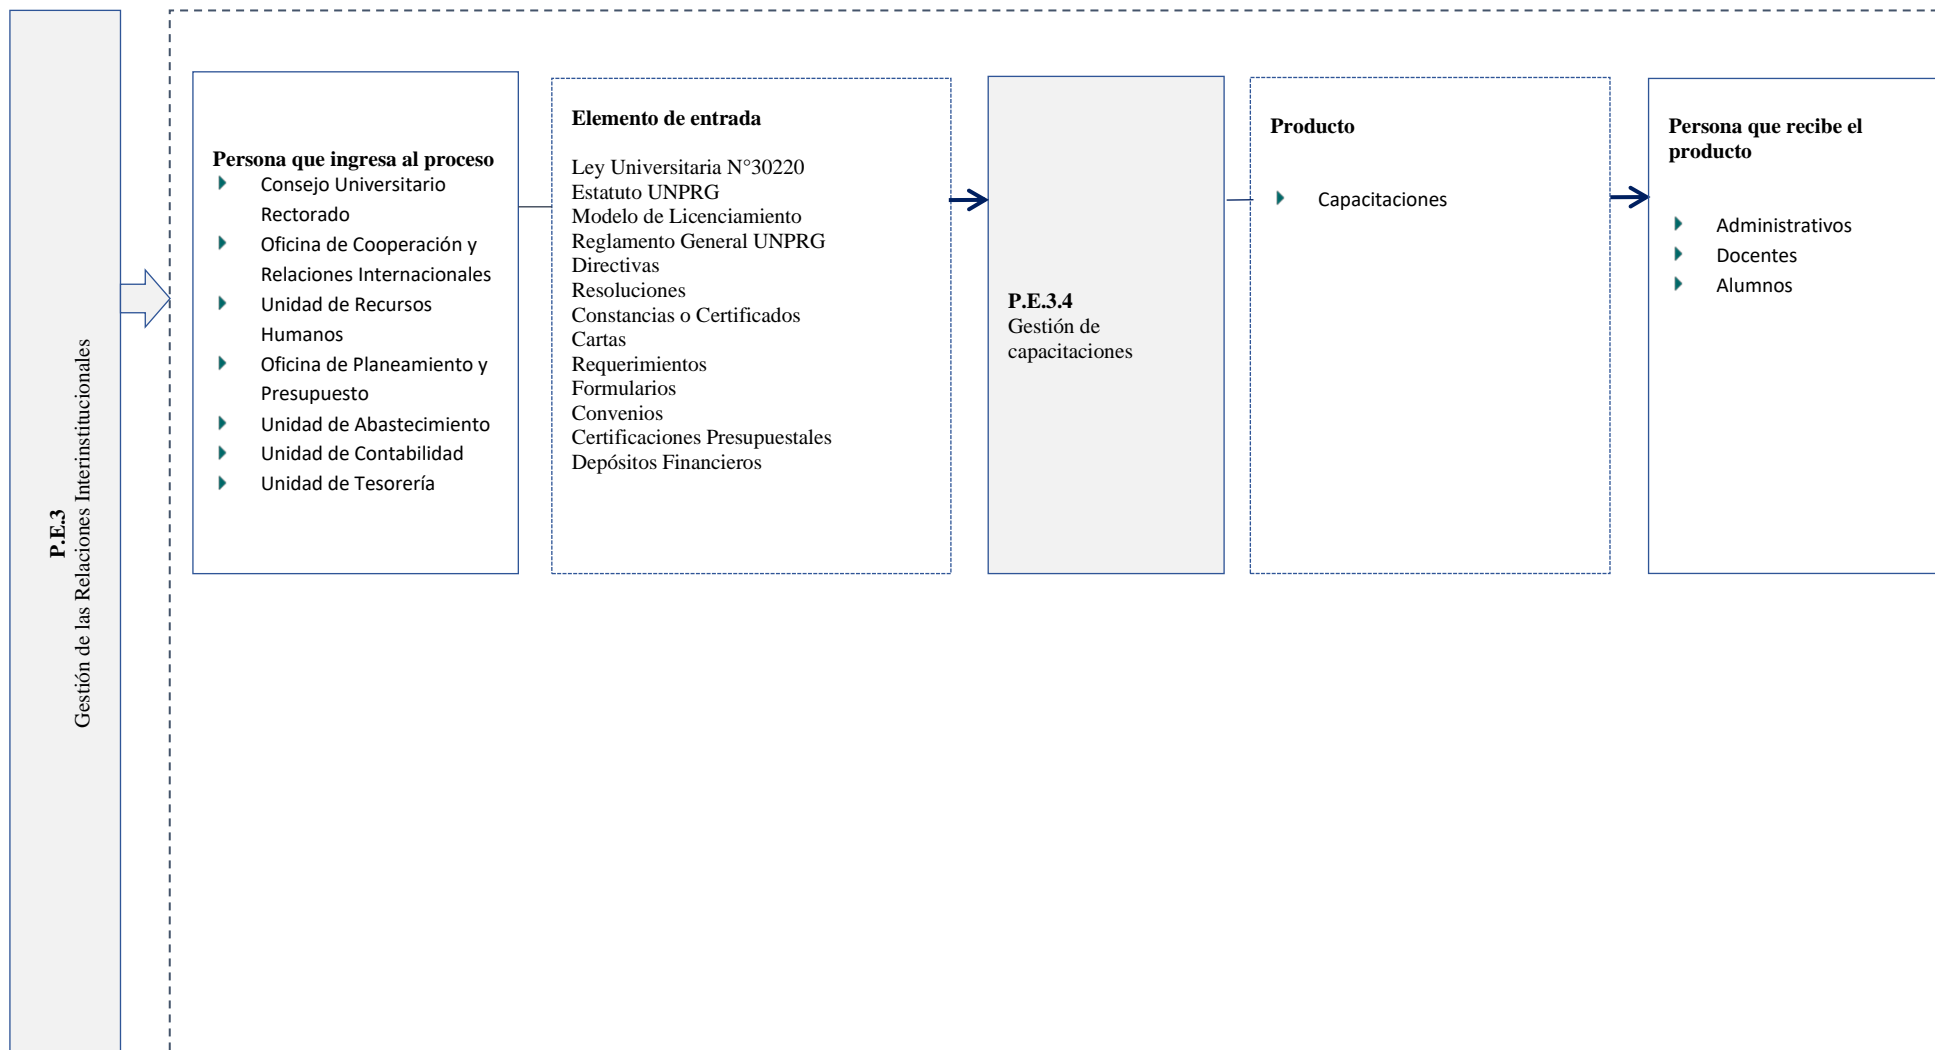 P.E.3
Gestión de las Relaciones Interinstitucionales
Persona que ingresa al proceso
Consejo Universitario
Rectorado
Oficina de Cooperación y
Relaciones Internacionales
Unidad de Recursos
Humanos
Oficina de Planeamiento y
Presupuesto
Unidad de Abastecimiento
Unidad de Contabilidad
Unidad de Tesorería
Elemento de entrada
Ley Universitaria N°30220
Estatuto UNPRG
Modelo de Licenciamiento
Reglamento General UNPRG
Directivas
Resoluciones
Constancias o Certificados
Cartas
Requerimientos
Formularios
Convenios
Certificaciones Presupuestales
Depósitos Financieros
P.E.3.4
Gestión de
capacitaciones
Producto
Capacitaciones
Persona que recibe el
producto
Administrativos
Docentes
Alumnos